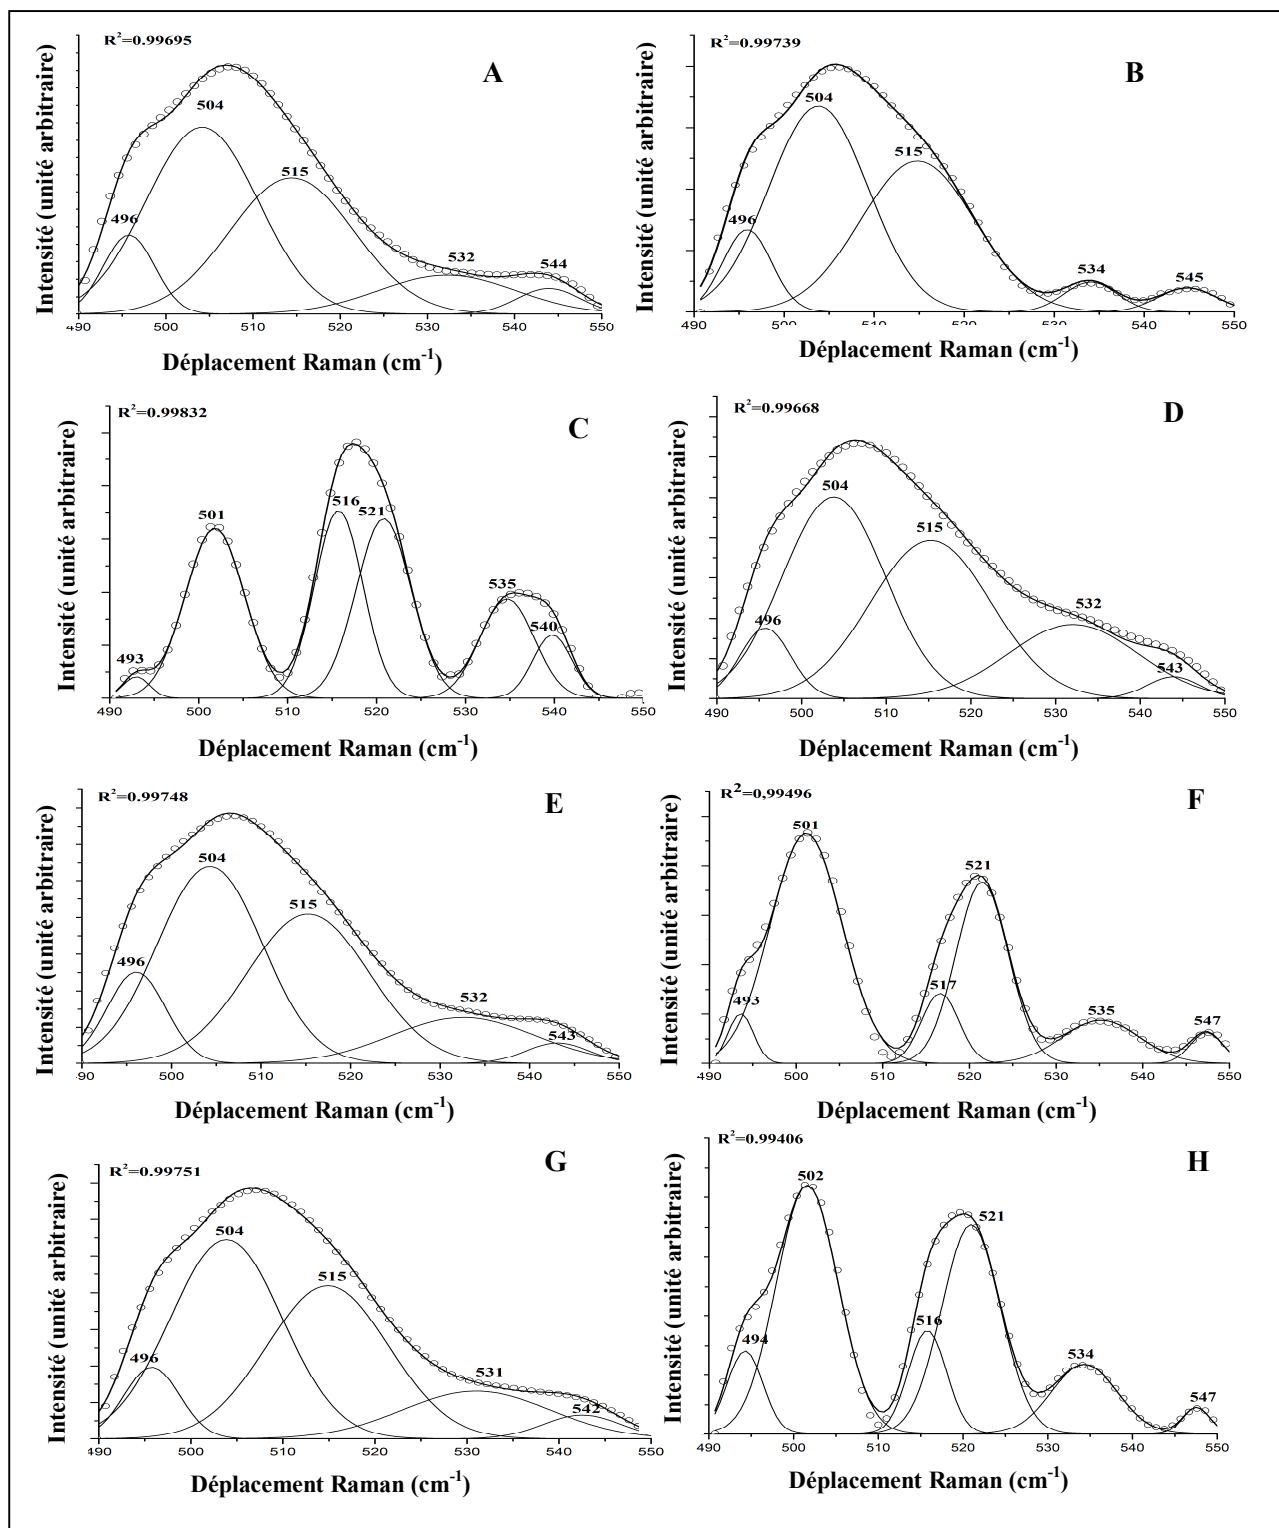 R²=0.99695
A
504
515
496
532
544
Intensité (unité arbitraire)
490 500 510 520 530 540 550
Déplacement Raman (cm⁻¹)
R²=0.99739
B
504
515
496
534
545
Intensité (unité arbitraire)
490 500 510 520 530 540 550
Déplacement Raman (cm⁻¹)
R²=0.99832
C
501
516
521
535
540
493
Intensité (unité arbitraire)
490 500 510 520 530 540 550
Déplacement Raman (cm⁻¹)
R²=0.99668
D
504
515
496
532
543
Intensité (unité arbitraire)
490 500 510 520 530 540 550
Déplacement Raman (cm⁻¹)
R²=0.99748
E
504
515
496
532
543
Intensité (unité arbitraire)
90 500 510 520 530 540 550
Déplacement Raman (cm⁻¹)
R²=0,99496
F
501
521
493
517
535
547
Intensité (unité arbitraire)
490 500 510 520 530 540 550
Déplacement Raman (cm⁻¹)
R²=0.99751
G
504
515
496
531
542
Intensité (unité arbitraire)
490 500 510 520 530 540 550
Déplacement Raman (cm⁻¹)
R²=0.99406
H
502
521
494
516
534
547
Intensité (unité arbitraire)
490 500 510 520 530 540 550
Déplacement Raman (cm⁻¹)